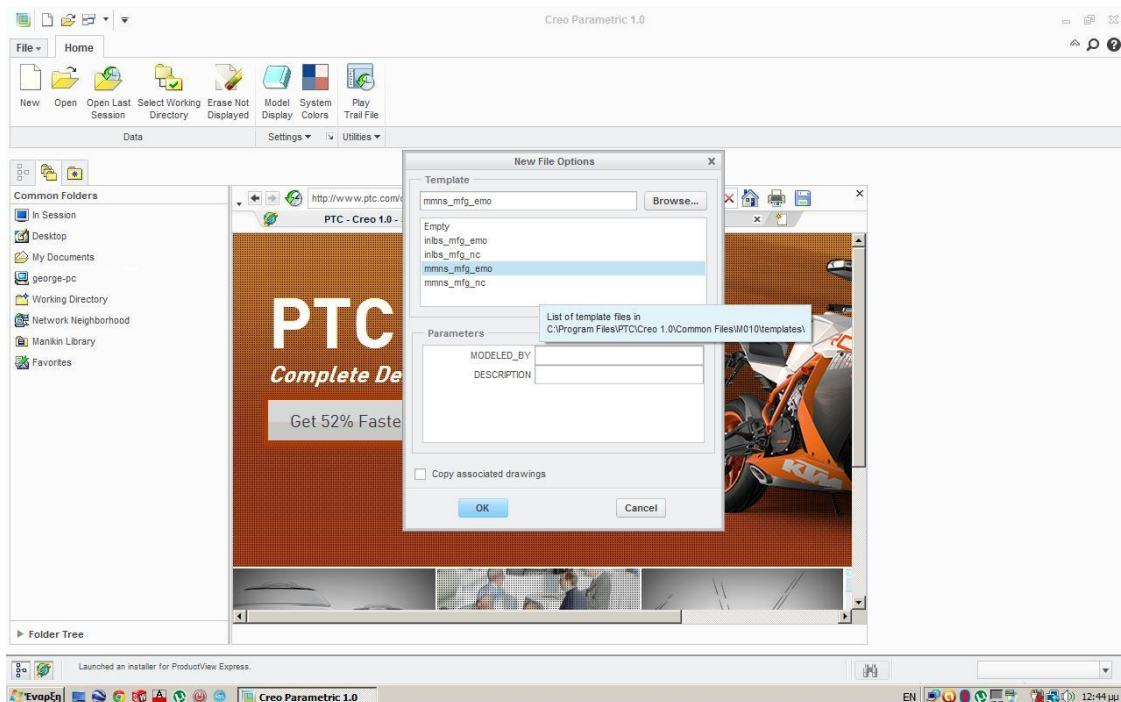 Creo Parametric 1.0
File
Home
New
Open
Open Last Session
Select Working Directory
Erase Not Displayed
Model Display
System Colors
Play Trail File
Data
Settings
Utilities
Common Folders
In Session
Desktop
My Documents
george-pc
Working Directory
Network Neighborhood
Manikin Library
Favorites
Folder Tree
http://www.ptc.com/
PTC - Creo 1.0 -
PTC
Complete De
Get 52% Faste
KTM
New File Options
X
Template
mmns_mfg_emo
Browse...
Empty
inlbs_mfg_emo
inlbs_mfg_nc
mmns_mfg_emo
mmns_mfg_nc
List of template files in
C:\Program Files\PTC\Creo 1.0\Common Files\M010\templates\
Parameters
MODELED_BY
DESCRIPTION
Copy associated drawings
OK
Cancel
Launched an installer for ProductView Express.
Έναρξη
Creo Parametric 1.0
EN
12:44 μμ